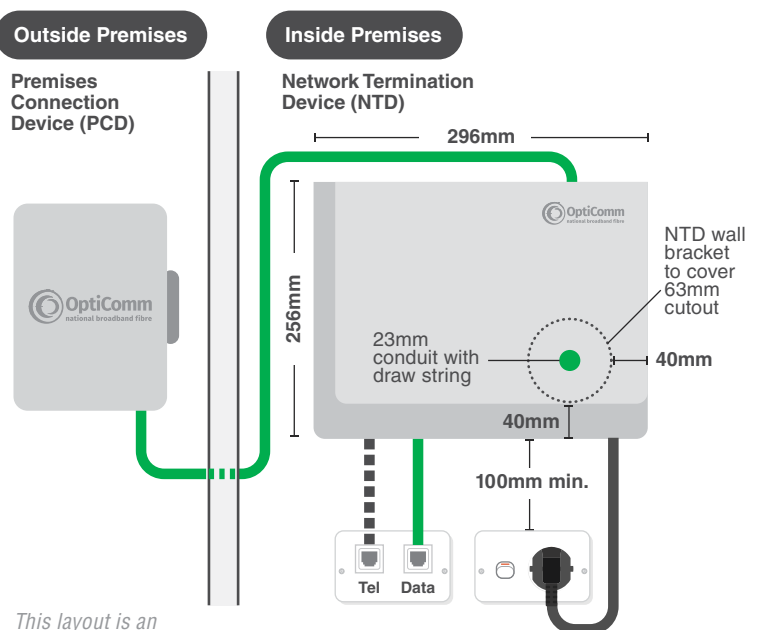 Outside Premises
Inside Premises
Premises
Connection
Device (PCD)
Network Termination
Device (NTD)
296mm
OptiComm
national broadband fibre
OptiComm
national broadband fibre
NTD wall
bracket
to cover
63mm
cutout
256mm
23mm
conduit with
draw string
40mm
40mm
100mm min.
Tel
Data
This layout is an